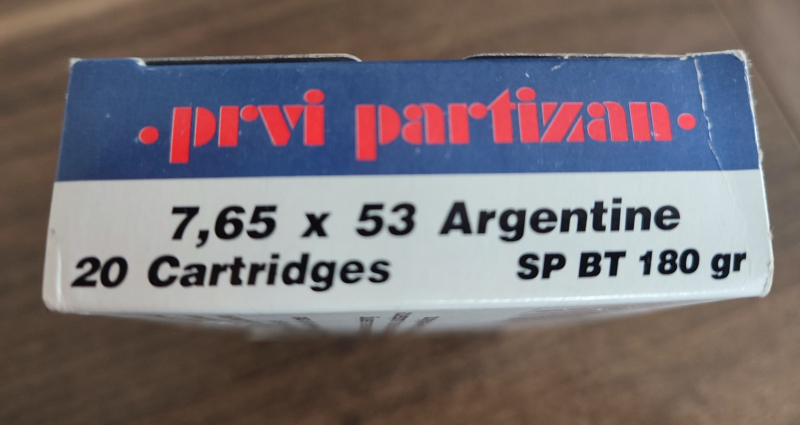 ·prvi partizan·
7,65 x 53 Argentine
20 Cartridges
SP BT 180 gr